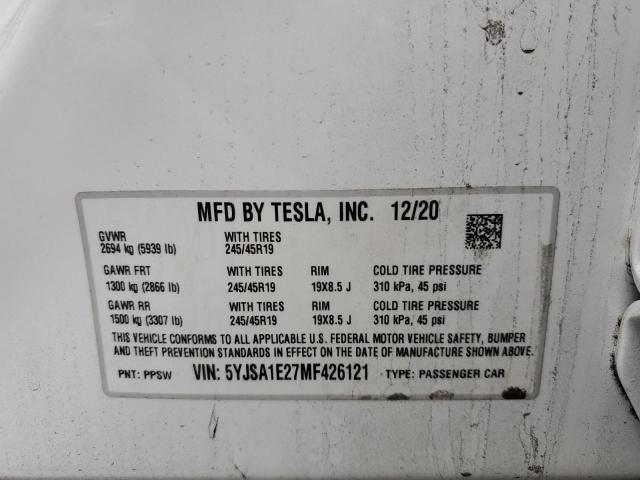 MFD BY TESLA, INC. 12/20
GVWR WITH TIRES
2694 kg (5939 lb) 245/45R19
GAWR FRT WITH TIRES RIM COLD TIRE PRESSURE
1300 kg (2866 lb) 245/45R19 19X8.5 J 310 kPa, 45 psi
GAWR RR WITH TIRES RIM COLD TIRE PRESSURE
1500 kg (3307 lb) 245/45R19 19X8.5 J 310 kPa, 45 psi
THIS VEHICLE CONFORMS TO ALL APPLICABLE U.S. FEDERAL MOTOR VEHICLE SAFETY, BUMPER
AND THEFT PREVENTION STANDARDS IN EFFECT ON THE DATE OF MANUFACTURE SHOWN ABOVE.
PNT: PPSW VIN: 5YJSA1E27MF426121 TYPE: PASSENGER CAR